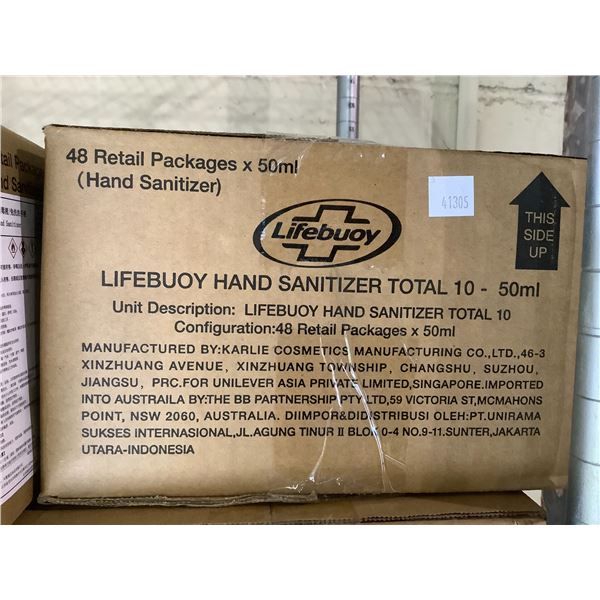 48 Retail Packages x 50ml
(Hand Sanitizer)
41305
Lifebuoy
THIS
SIDE
UP
LIFEBUOY HAND SANITIZER TOTAL 10 - 50ml
Unit Description: LIFEBUOY HAND SANITIZER TOTAL 10
Configuration:48 Retail Packages x 50ml
MANUFACTURED BY:KARLIE COSMETICS MANUFACTURING CO.,LTD.,46-3
XINZHUANG AVENUE, XINZHUANG TOWNSHIP, CHANGSHU, SUZHOU,
JIANGSU, PRC.FOR UNILEVER ASIA PRIVATE LIMITED,SINGAPORE.IMPORTED
INTO AUSTRAILA BY:THE BB PARTNERSHIP PTY LTD,59 VICTORIA ST,MCMAHONS
POINT, NSW 2060, AUSTRALIA. DIIMPOR&DIDISTRIBUSI OLEH:PT.UNIRAMA
SUKSES INTERNASIONAL,JL.AGUNG TINUR II BLOK 0-4 NO.9-11.SUNTER,JAKARTA
UTARA-INDONESIA